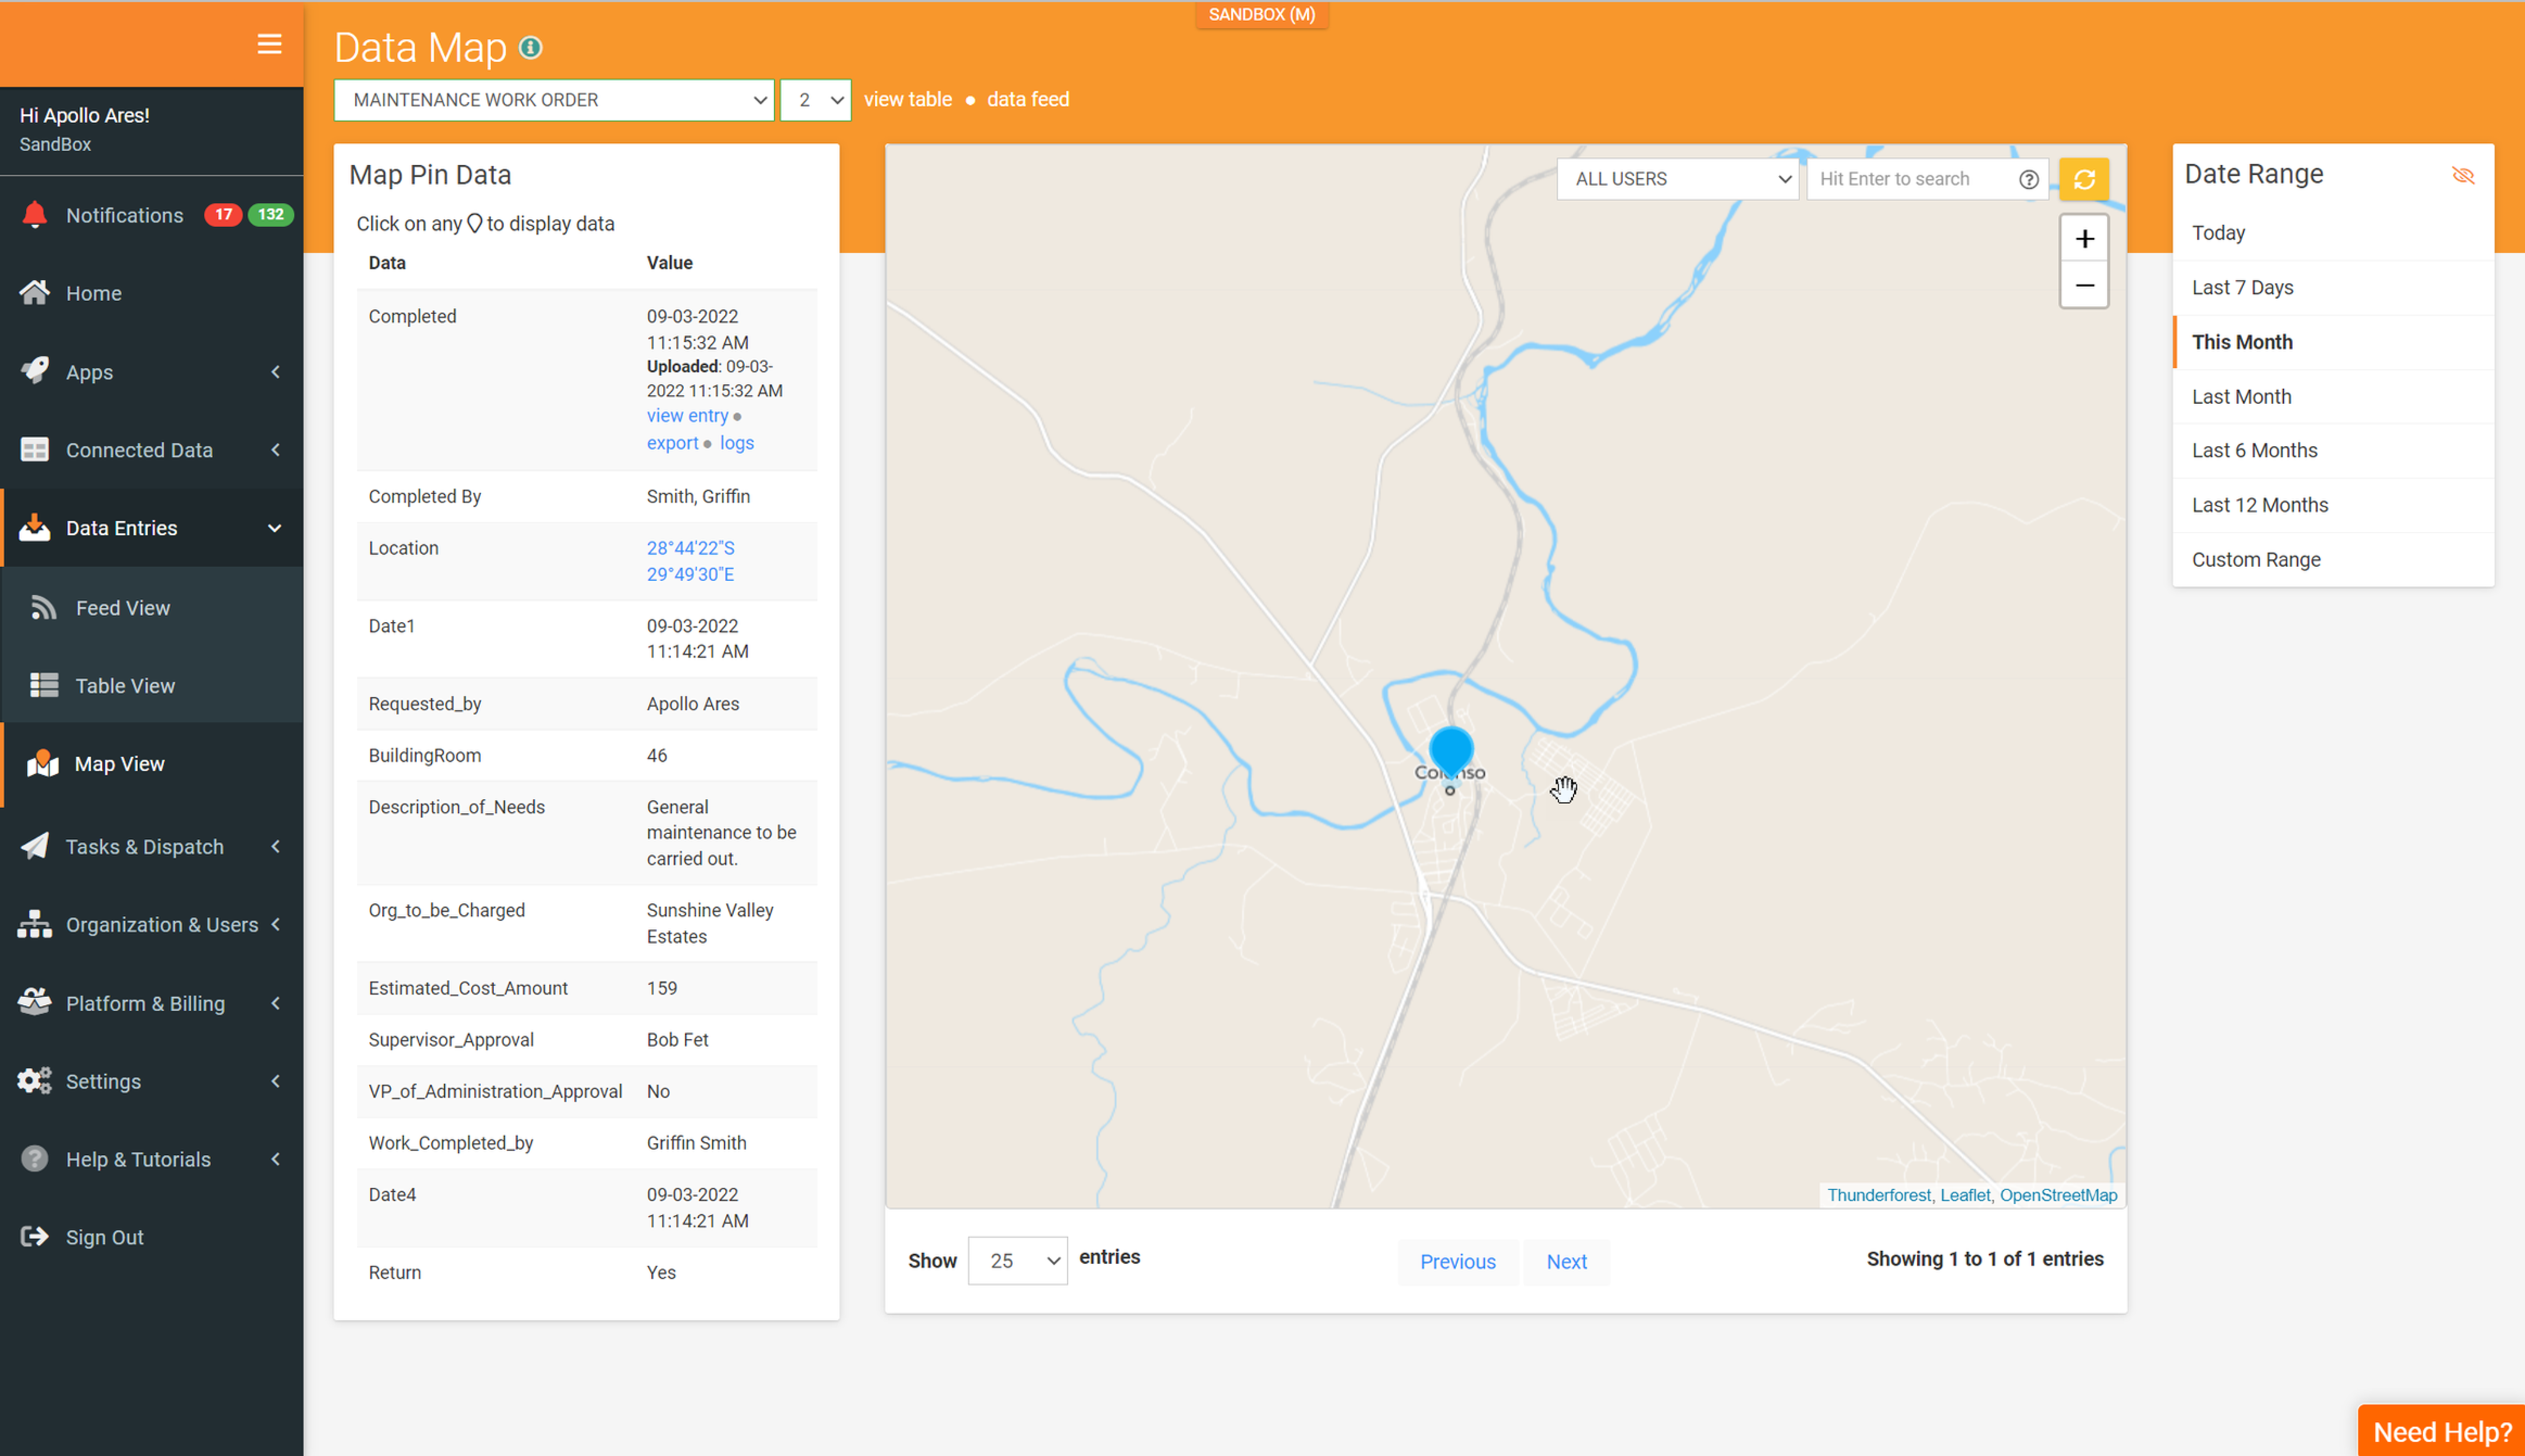 SANDBOX (M)
Data Map
MAINTENANCE WORK ORDER
2
view table • data feed
Hi Apollo Ares!
SandBox
Notifications 17 132
Home
Apps
Connected Data
Data Entries
Feed View
Table View
Map View
Tasks & Dispatch
Organization & Users
Platform & Billing
Settings
Help & Tutorials
Sign Out
Map Pin Data
Click on any to display data
Data Value
Completed 09-03-2022
11:15:32 AM
Uploaded: 09-03-
2022 11:15:32 AM
view entry •
export • logs
Completed By Smith, Griffin
Location 28°44'22"S
29°49'30"E
Date1 09-03-2022
11:14:21 AM
Requested_by Apollo Ares
BuildingRoom 46
Description_of_Needs General
maintenance to be
carried out.
Org_to_be_Charged Sunshine Valley
Estates
Estimated_Cost_Amount 159
Supervisor_Approval Bob Fet
VP_of_Administration_Approval No
Work_Completed_by Griffin Smith
Date4 09-03-2022
11:14:21 AM
Return Yes
ALL USERS
Hit Enter to search
+
−
Thunderforest, Leaflet, OpenStreetMap
Show 25 entries
Previous Next
Showing 1 to 1 of 1 entries
Date Range
Today
Last 7 Days
This Month
Last Month
Last 6 Months
Last 12 Months
Custom Range
Need Help?